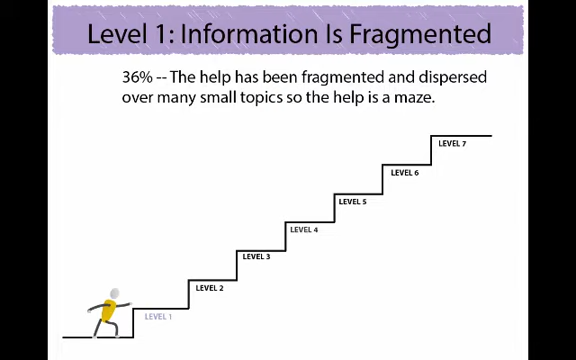 Level 1: Information Is Fragmented
36% -- The help has been fragmented and dispersed
over many small topics so the help is a maze.
LEVEL 7
LEVEL 6
LEVEL 5
LEVEL 4
LEVEL 3
LEVEL 2
LEVEL 1